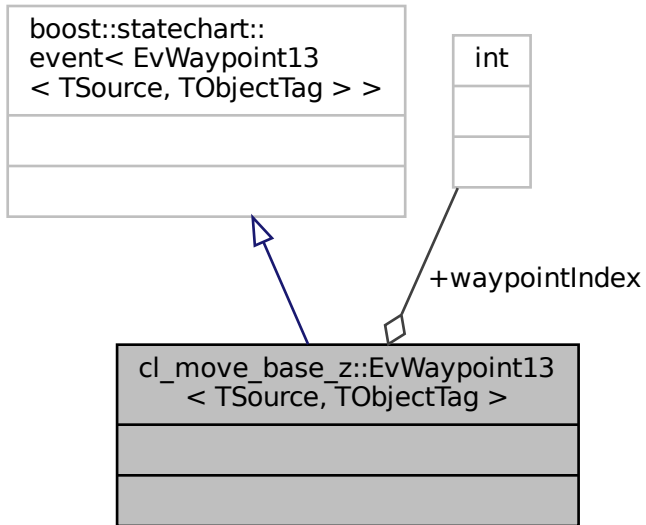 boost::statechart::
event< EvWaypoint13
< TSource, TObjectTag > >
int
+waypointIndex
cl_move_base_z::EvWaypoint13
< TSource, TObjectTag >